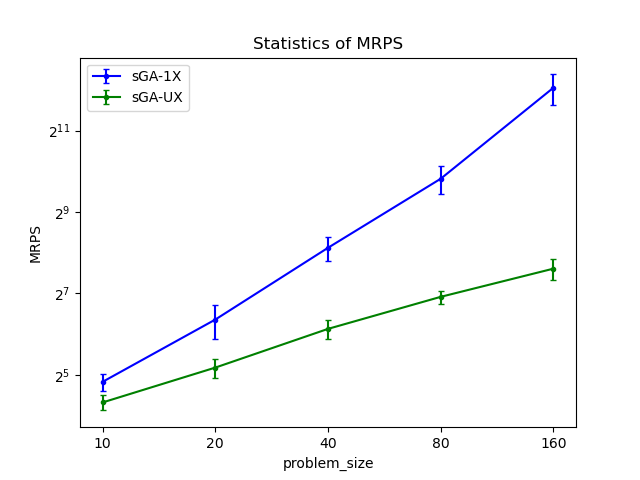 Statistics of MRPS
sGA-1X
sGA-UX
MRPS
2^11
2^9
2^7
2^5
10 20 40 80 160
problem_size